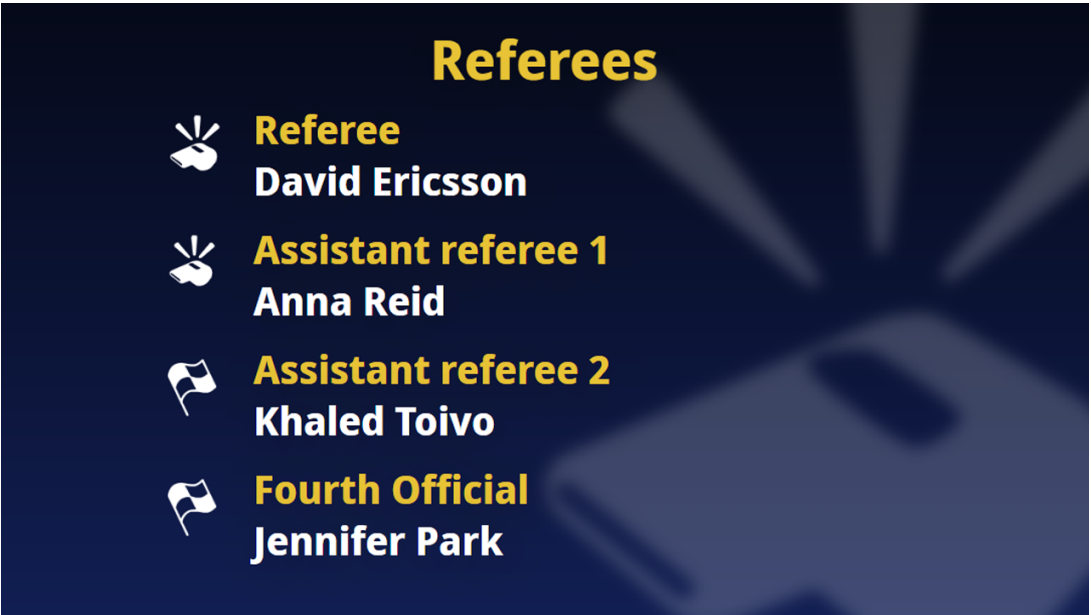 Referees
Referee
David Ericsson
Assistant referee 1
Anna Reid
Assistant referee 2
Khaled Toivo
Fourth Official
Jennifer Park